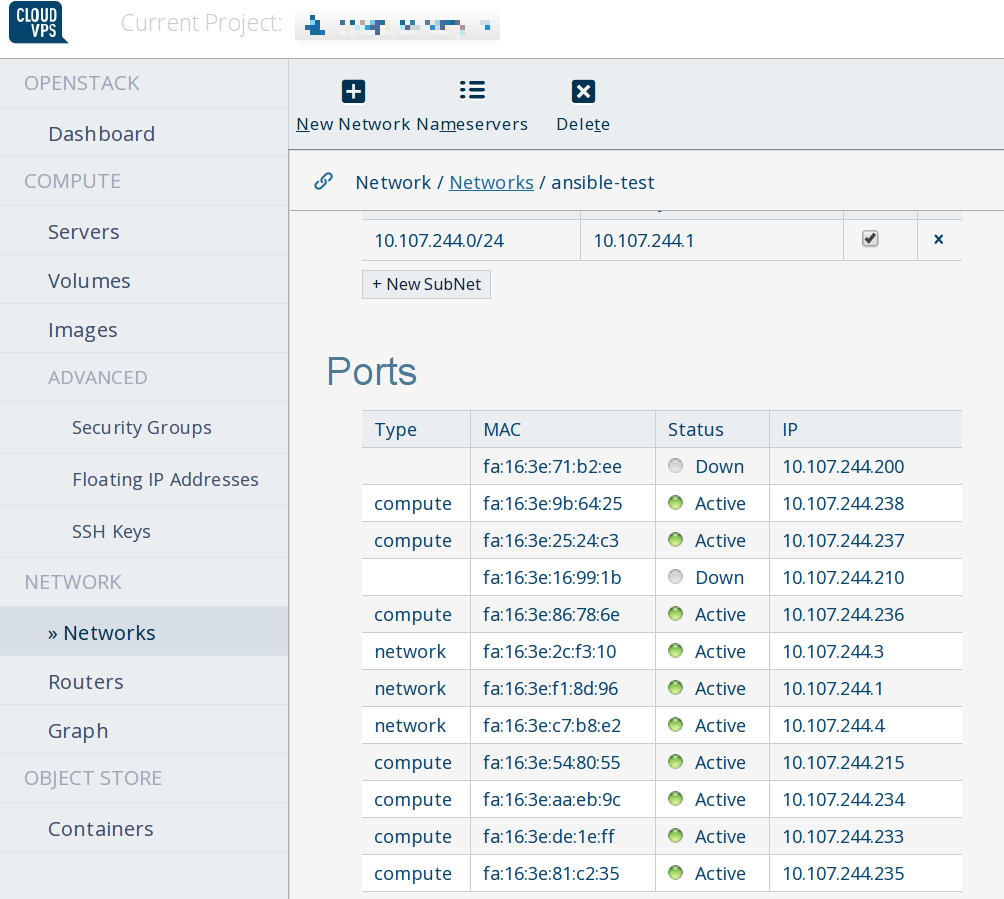 CLOUD
VPS
Current Project:
OPENSTACK
Dashboard
COMPUTE
Servers
Volumes
Images
ADVANCED
Security Groups
Floating IP Addresses
SSH Keys
NETWORK
» Networks
Routers
Graph
OBJECT STORE
Containers
New Network Nameservers Delete
Network / Networks / ansible-test
10.107.244.0/24 10.107.244.1
+ New SubNet
Ports
Type MAC Status IP
fa:16:3e:71:b2:ee Down 10.107.244.200
compute fa:16:3e:9b:64:25 Active 10.107.244.238
compute fa:16:3e:25:24:c3 Active 10.107.244.237
fa:16:3e:16:99:1b Down 10.107.244.210
compute fa:16:3e:86:78:6e Active 10.107.244.236
network fa:16:3e:2c:f3:10 Active 10.107.244.3
network fa:16:3e:f1:8d:96 Active 10.107.244.1
network fa:16:3e:c7:b8:e2 Active 10.107.244.4
compute fa:16:3e:54:80:55 Active 10.107.244.215
compute fa:16:3e:aa:eb:9c Active 10.107.244.234
compute fa:16:3e:de:1e:ff Active 10.107.244.233
compute fa:16:3e:81:c2:35 Active 10.107.244.235